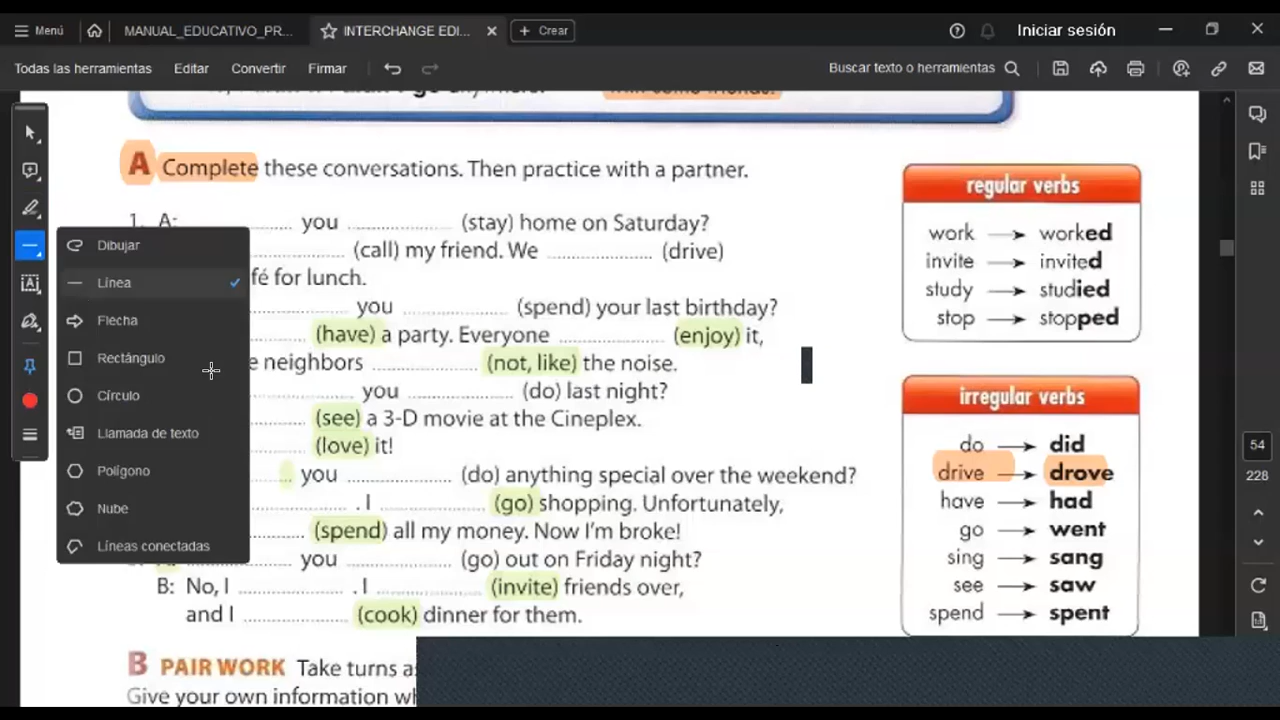 Menú
MANUAL_EDUCATIVO_PR...
INTERCHANGE EDI...
Crear
Iniciar sesión
Todas las herramientas
Editar
Convertir
Firmar
Buscar texto o herramientas
A Complete these conversations. Then practice with a partner.
1. A: ............ you ............ (stay) home on Saturday?
(call) my friend. We ............ (drive)
fé for lunch.
............ you ............ (spend) your last birthday?
(have) a party. Everyone ............ (enjoy) it,
e neighbors ............ (not, like) the noise.
............ you ............ (do) last night?
(see) a 3-D movie at the Cineplex.
(love) it!
... you ............ (do) anything special over the weekend?
............ . I ............ (go) shopping. Unfortunately,
............ (spend) all my money. Now I'm broke!
............ you ............ (go) out on Friday night?
B: No, I ............ . I ............ (invite) friends over,
and I ............ (cook) dinner for them.
B PAIR WORK Take turns as
Give your own information wh
Dibujar
Línea
Flecha
Rectángulo
Círculo
Llamada de texto
Polígono
Nube
Líneas conectadas
regular verbs
work → worked
invite → invited
study → studied
stop → stopped
irregular verbs
do → did
drive → drove
have → had
go → went
sing → sang
see → saw
spend → spent
54
228